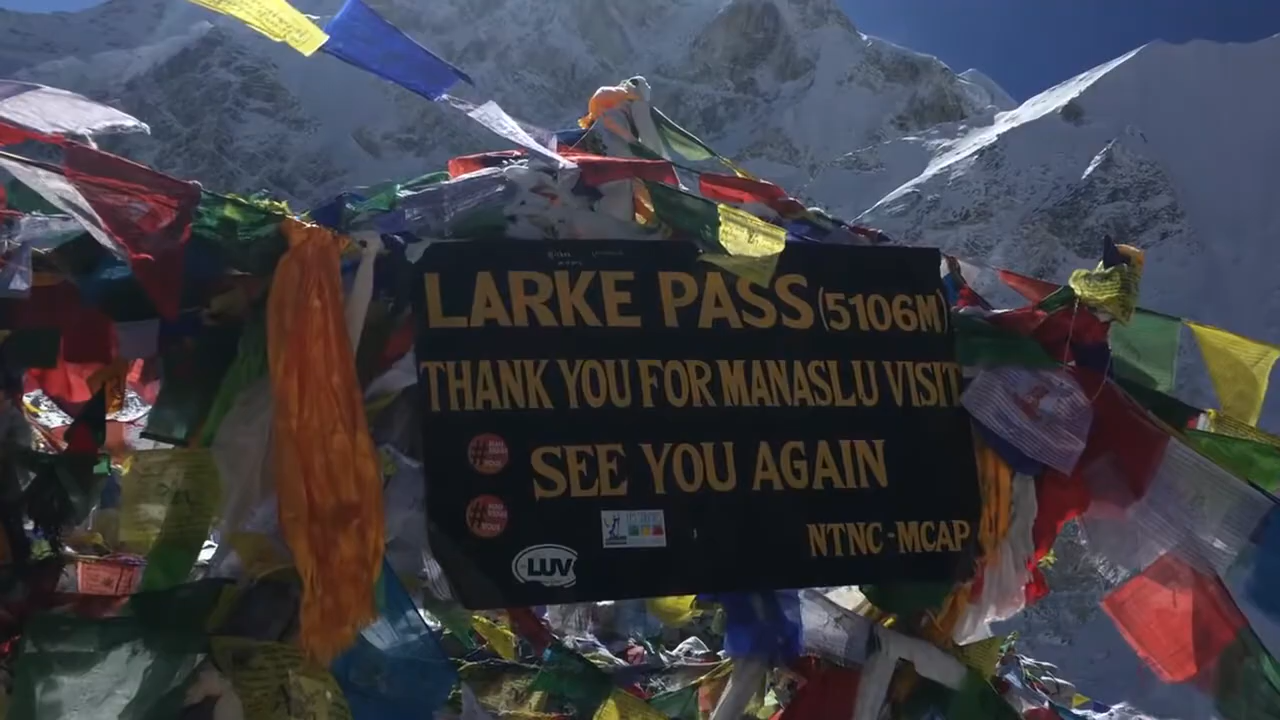 LARKE PASS (5106M)
THANK YOU FOR MANASLU VISIT
SEE YOU AGAIN
NTNC-MCAP
LUV